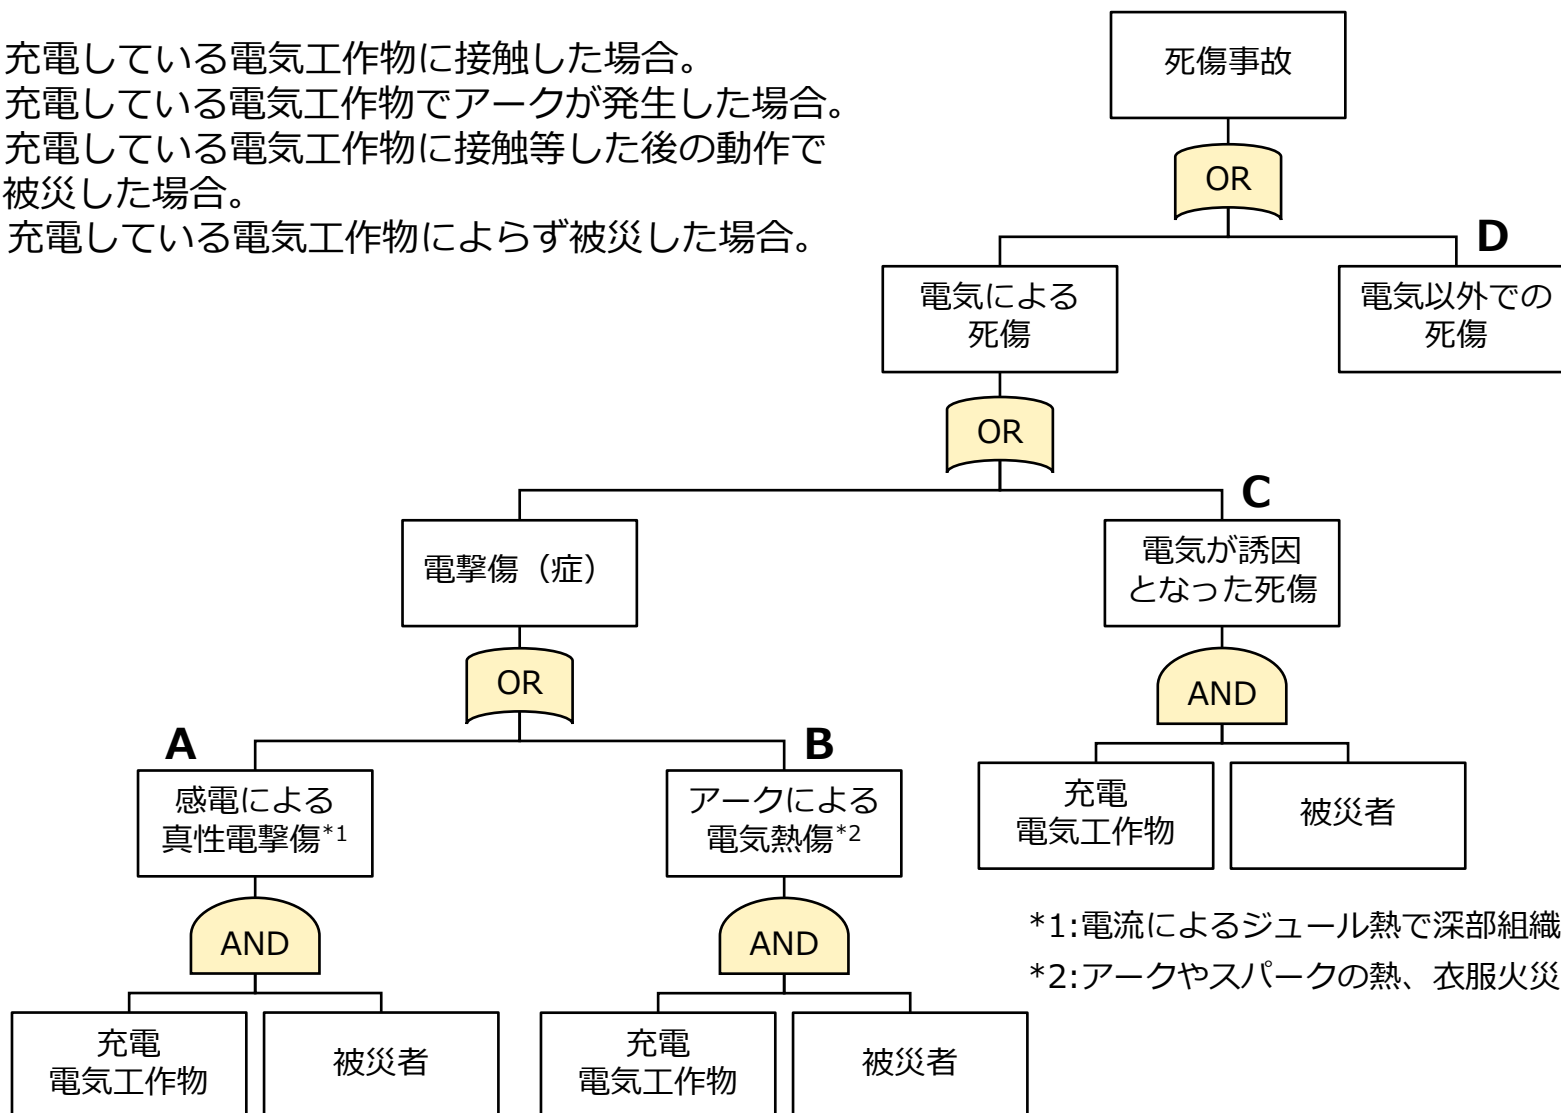 充電している電気工作物に接触した場合。
充電している電気工作物でアークが発生した場合。
充電している電気工作物に接触等した後の動作で
被災した場合。
充電している電気工作物によらず被災した場合。
死傷事故
OR
D
電気による
死傷
電気以外での
死傷
OR
C
電撃傷（症）
電気が誘因
となった死傷
OR
AND
A
B
感電による
真性電撃傷*1
アークによる
電気熱傷*2
充電
電気工作物
被災者
AND
AND
*1:電流によるジュール熱で深部組織
*2:アークやスパークの熱、衣服火災
充電
電気工作物
被災者
充電
電気工作物
被災者